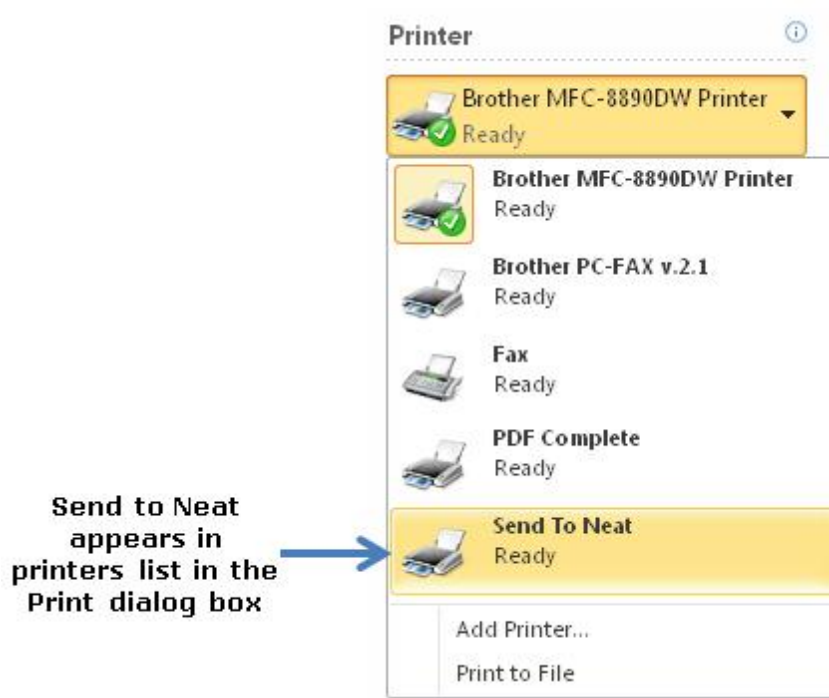 Printer
Brother MFC-8890DW Printer
Ready
Brother MFC-8890DW Printer
Ready
Brother PC-FAX v.2.1
Ready
Fax
Ready
PDF Complete
Ready
Send To Neat
Ready
Add Printer...
Print to File
Send to Neat
appears in
printers list in the
Print dialog box